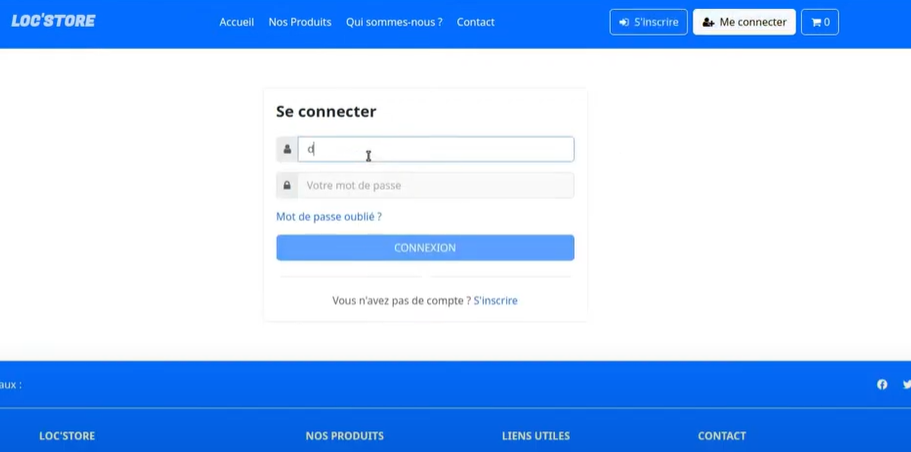 LOC'STORE
Accueil Nos Produits Qui sommes-nous ? Contact
S'inscrire Me connecter 0
Se connecter
d
Votre mot de passe
Mot de passe oublié ?
CONNEXION
Vous n'avez pas de compte ? S'inscrire
aux :
LOC'STORE NOS PRODUITS LIENS UTILES CONTACT